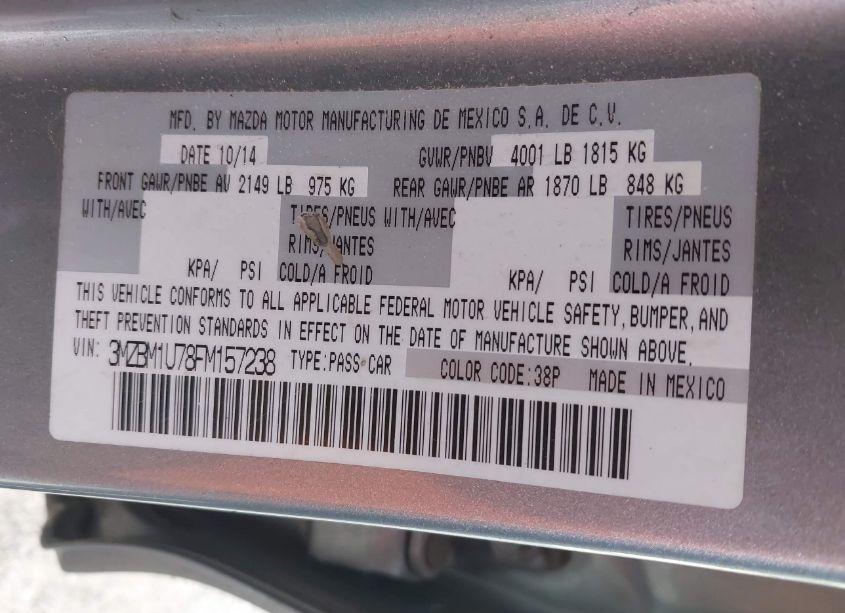 MFD. BY MAZDA MOTOR MANUFACTURING DE MEXICO S.A. DE C.V.
DATE 10/14 GVWR/PNBV 4001 LB 1815 KG
FRONT GAWR/PNBE AV 2149 LB 975 KG REAR GAWR/PNBE AR 1870 LB 848 KG
WITH/AVEC TIRES/PNEUS WITH/AVEC TIRES/PNEUS
RIMS/JANTES RIMS/JANTES
KPA/ PSI COLD/A FROID KPA/ PSI COLD/A FROID
THIS VEHICLE CONFORMS TO ALL APPLICABLE FEDERAL MOTOR VEHICLE SAFETY, BUMPER, AND
THEFT PREVENTION STANDARDS IN EFFECT ON THE DATE OF MANUFACTURE SHOWN ABOVE.
VIN: 3MZBM1U78FM157238 TYPE:PASS-CAR COLOR CODE:38P MADE IN MEXICO